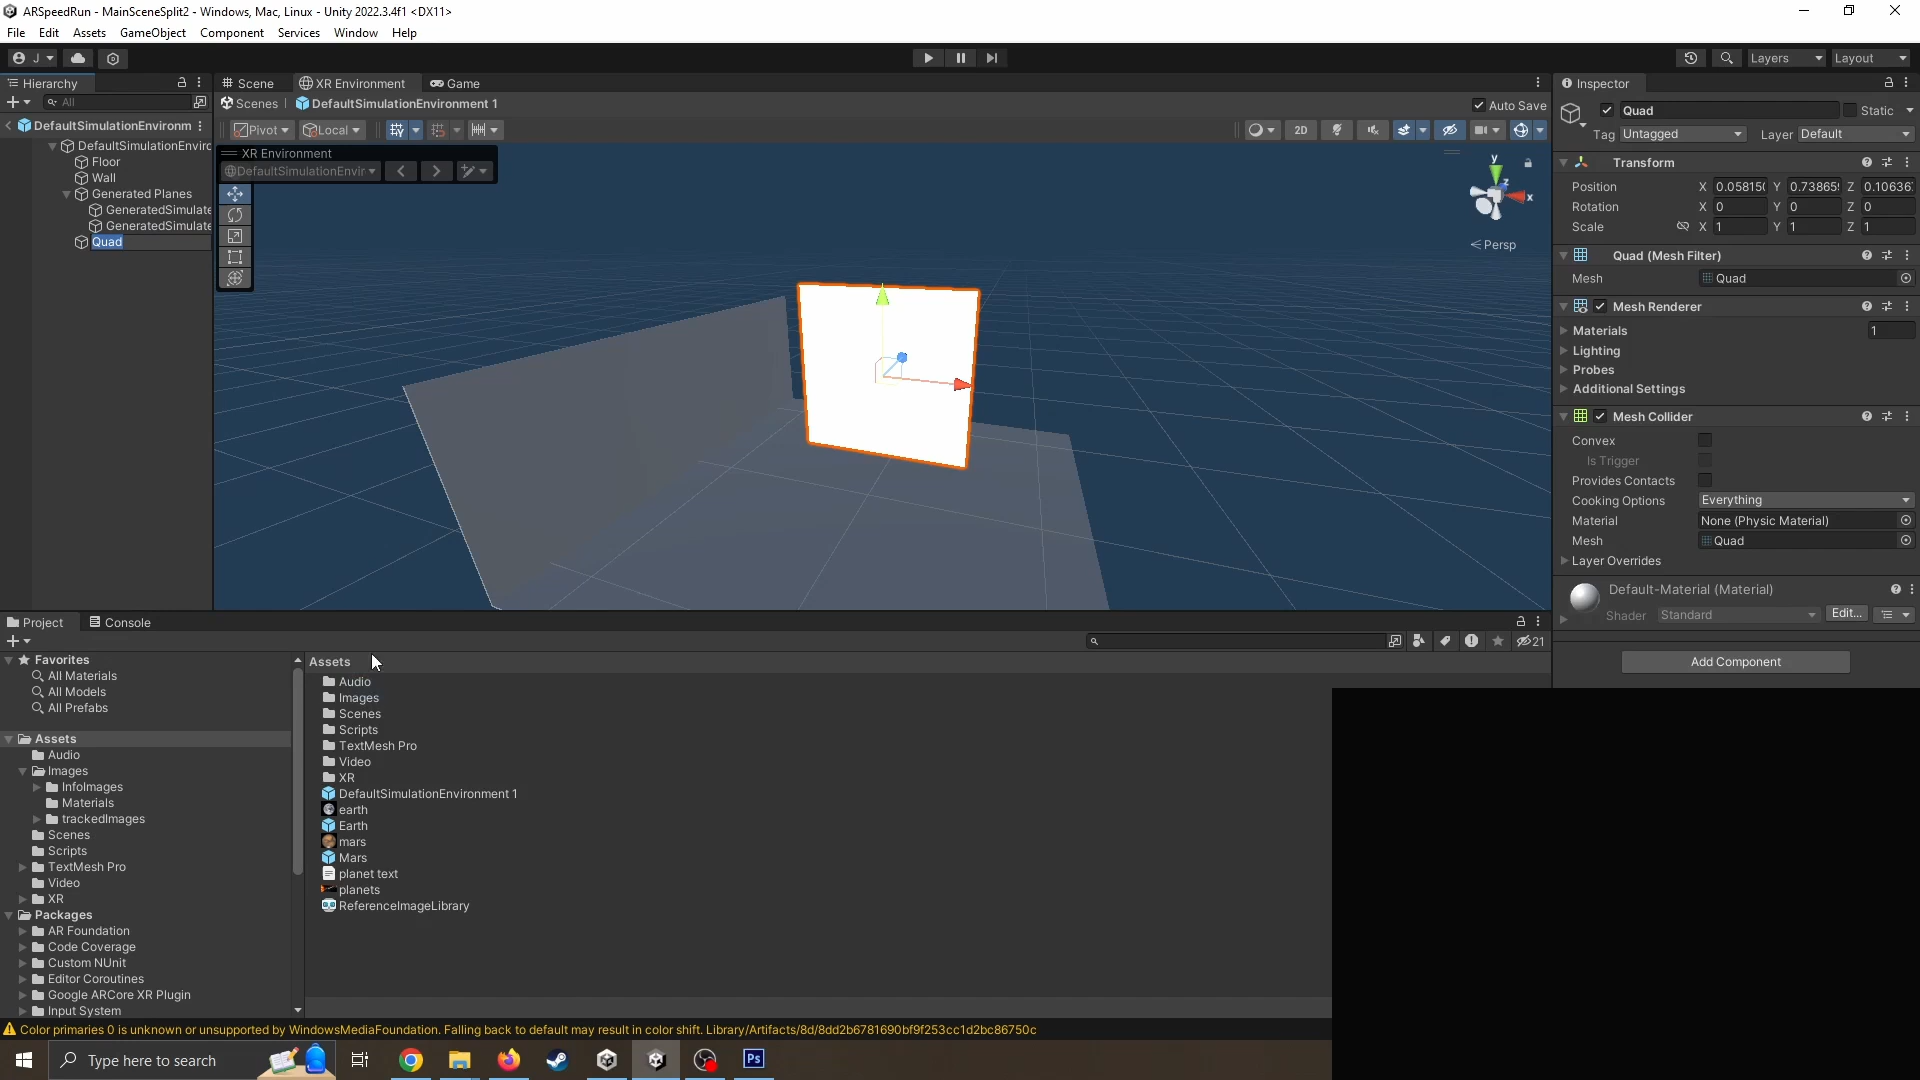 ARSpeedRun - MainSceneSplit2 - Windows, Mac, Linux - Unity 2022.3.4f1 <DX11>
File Edit Assets GameObject Component Services Window Help
J
Layers
Layout
Hierarchy
All
DefaultSimulationEnvironm
DefaultSimulationEnviro
Floor
Wall
Generated Planes
GeneratedSimulate
GeneratedSimulate
Quad
Scene
XR Environment
Game
Scenes
DefaultSimulationEnvironment 1
Auto Save
Pivot
Local
2D
XR Environment
DefaultSimulationEnvir
y
z
x
Persp
Inspector
Quad
Static
Tag Untagged
Layer Default
Transform
Position X 0.05815( Y 0.7386 Z 0.10636
Rotation X 0 Y 0 Z 0
Scale X 1 Y 1 Z 1
Quad (Mesh Filter)
Mesh Quad
Mesh Renderer
Materials 1
Lighting
Probes
Additional Settings
Mesh Collider
Convex
Is Trigger
Provides Contacts
Cooking Options Everything
Material None (Physic Material)
Mesh Quad
Layer Overrides
Default-Material (Material)
Shader Standard Edit...
Add Component
Project
Console
21
Favorites
All Materials
All Models
All Prefabs
Assets
Audio
Images
InfoImages
Materials
trackedImages
Scenes
Scripts
TextMesh Pro
Video
XR
Packages
AR Foundation
Code Coverage
Custom NUnit
Editor Coroutines
Google ARCore XR Plugin
Input System
Assets
Audio
Images
Scenes
Scripts
TextMesh Pro
Video
XR
DefaultSimulationEnvironment 1
earth
Earth
mars
Mars
planet text
planets
ReferenceImageLibrary
Color primaries 0 is unknown or unsupported by WindowsMediaFoundation. Falling back to default may result in color shift. Library/Artifacts/8d/8dd2b6781690bf9f253cc1d2bc86750c
Type here to search
Ps